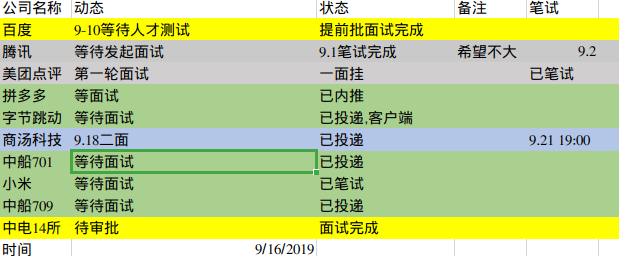 公司名称 动态 状态 备注 笔试
百度 9-10等待人才测试 提前批面试完成
腾讯 等待发起面试 9.1笔试完成 希望不大 9.2
美团点评 第一轮面试 一面挂 已笔试
拼多多 等面试 已内推
字节跳动 等待面试 已投递,客户端
商汤科技 9.18二面 已投递 9.21 19:00
中船701 等待面试 已投递
小米 等待面试 已笔试
中船709 等待面试 已投递
中电14所 待审批 面试完成
时间 9/16/2019